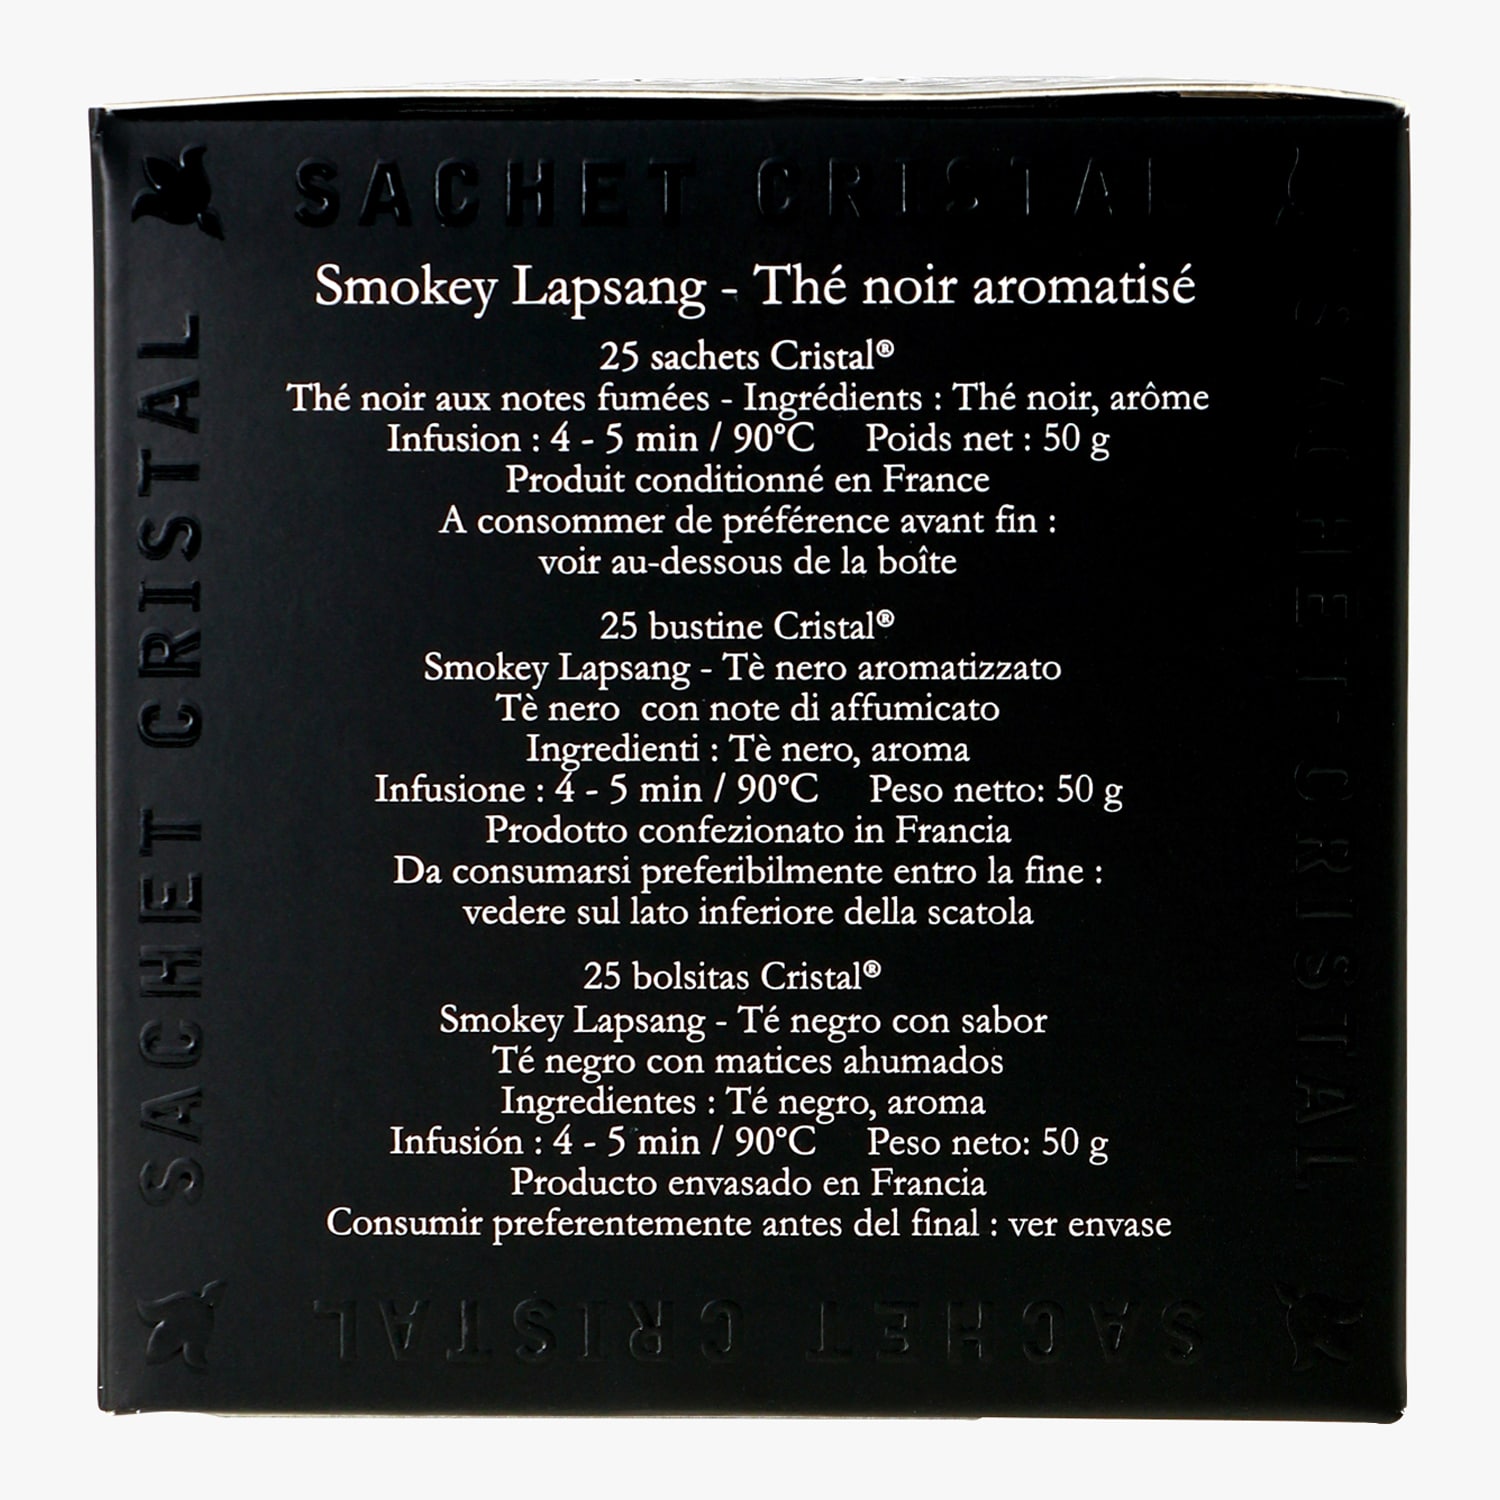 SACHET CRISTAL
SACHET CRISTAL
Smokey Lapsang - Thé noir aromatisé
25 sachets Cristal®
Thé noir aux notes fumées - Ingrédients : Thé noir, arôme
Infusion : 4 - 5 min / 90°C Poids net : 50 g
Produit conditionné en France
A consommer de préférence avant fin :
voir au-dessous de la boîte
25 bustine Cristal®
Smokey Lapsang - Tè nero aromatizzato
Tè nero con note di affumicato
Ingredienti : Tè nero, aroma
Infusione : 4 - 5 min / 90°C Peso netto: 50 g
Prodotto confezionato in Francia
Da consumarsi preferibilmente entro la fine :
vedere sul lato inferiore della scatola
25 bolsitas Cristal®
Smokey Lapsang - Té negro con sabor
Té negro con matices ahumados
Ingredientes : Té negro, aroma
Infusión : 4 - 5 min / 90°C Peso neto: 50 g
Producto envasado en Francia
Consumir preferentemente antes del final : ver envase
SACHET CRISTAL
SACHET CRISTAL